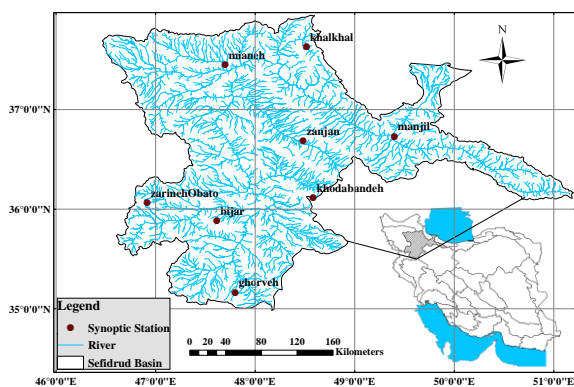 khalkhal
N
mianeh
37°0'0"N
manjil
zanjan
zarinehObato
khodabandeh
36°0'0"N
bijar
ghorveh
35°0'0"N
Legend
Synoptic Station
River
Sefidrud Basin
0 20 40 80 120 160
Kilometers
46°0'0"E 47°0'0"E 48°0'0"E 49°0'0"E 50°0'0"E 51°0'0"E